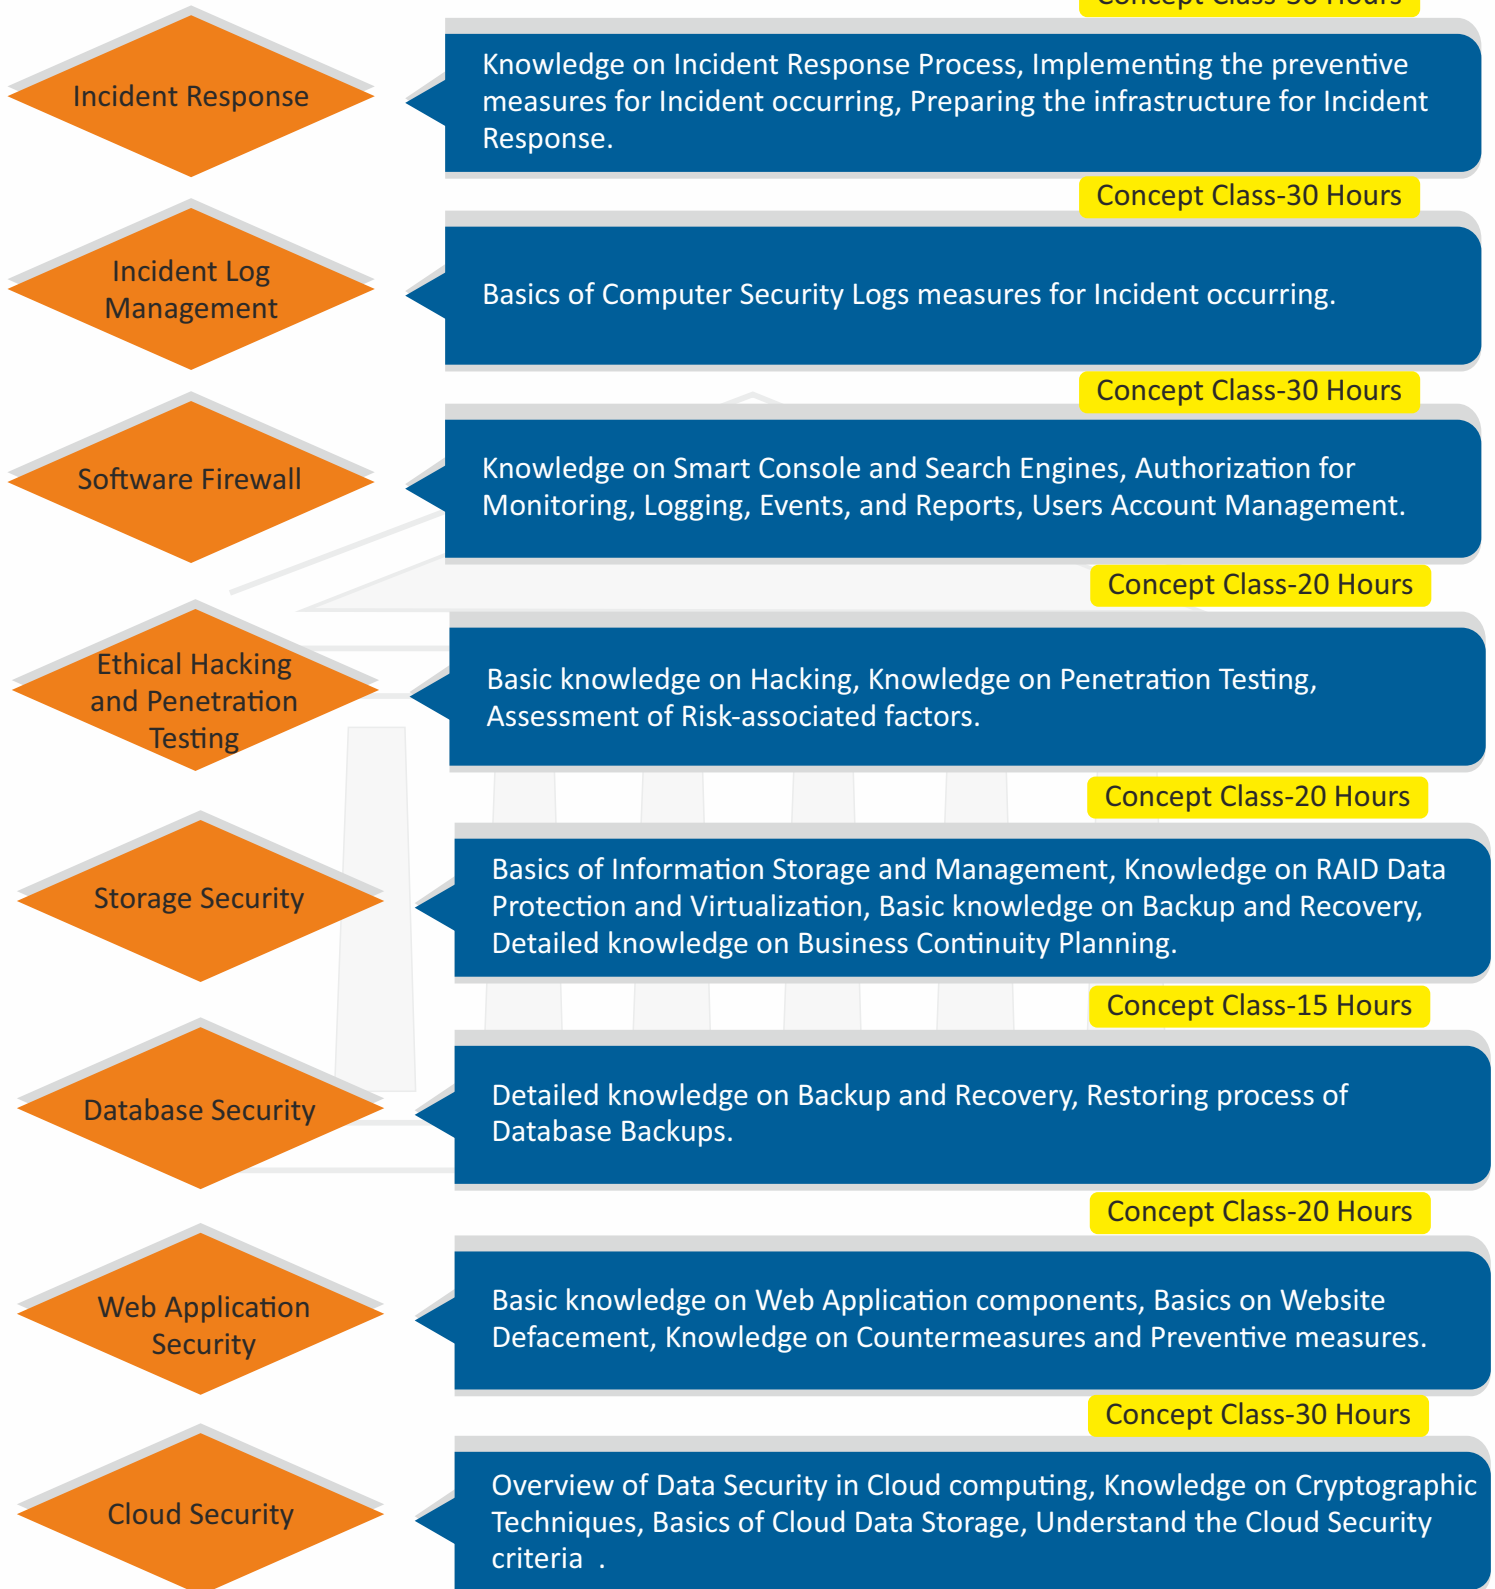 Concept Class-30 Hours
Incident Response
Knowledge on Incident Response Process, Implementing the preventive
measures for Incident occurring, Preparing the infrastructure for Incident
Response.
Concept Class-30 Hours
Incident Log
Management
Basics of Computer Security Logs measures for Incident occurring.
Concept Class-30 Hours
Software Firewall
Knowledge on Smart Console and Search Engines, Authorization for
Monitoring, Logging, Events, and Reports, Users Account Management.
Concept Class-20 Hours
Ethical Hacking
and Penetration
Testing
Basic knowledge on Hacking, Knowledge on Penetration Testing,
Assessment of Risk-associated factors.
Concept Class-20 Hours
Storage Security
Basics of Information Storage and Management, Knowledge on RAID Data
Protection and Virtualization, Basic knowledge on Backup and Recovery,
Detailed knowledge on Business Continuity Planning.
Concept Class-15 Hours
Database Security
Detailed knowledge on Backup and Recovery, Restoring process of
Database Backups.
Concept Class-20 Hours
Web Application
Security
Basic knowledge on Web Application components, Basics on Website
Defacement, Knowledge on Countermeasures and Preventive measures.
Concept Class-30 Hours
Cloud Security
Overview of Data Security in Cloud computing, Knowledge on Cryptographic
Techniques, Basics of Cloud Data Storage, Understand the Cloud Security
criteria .